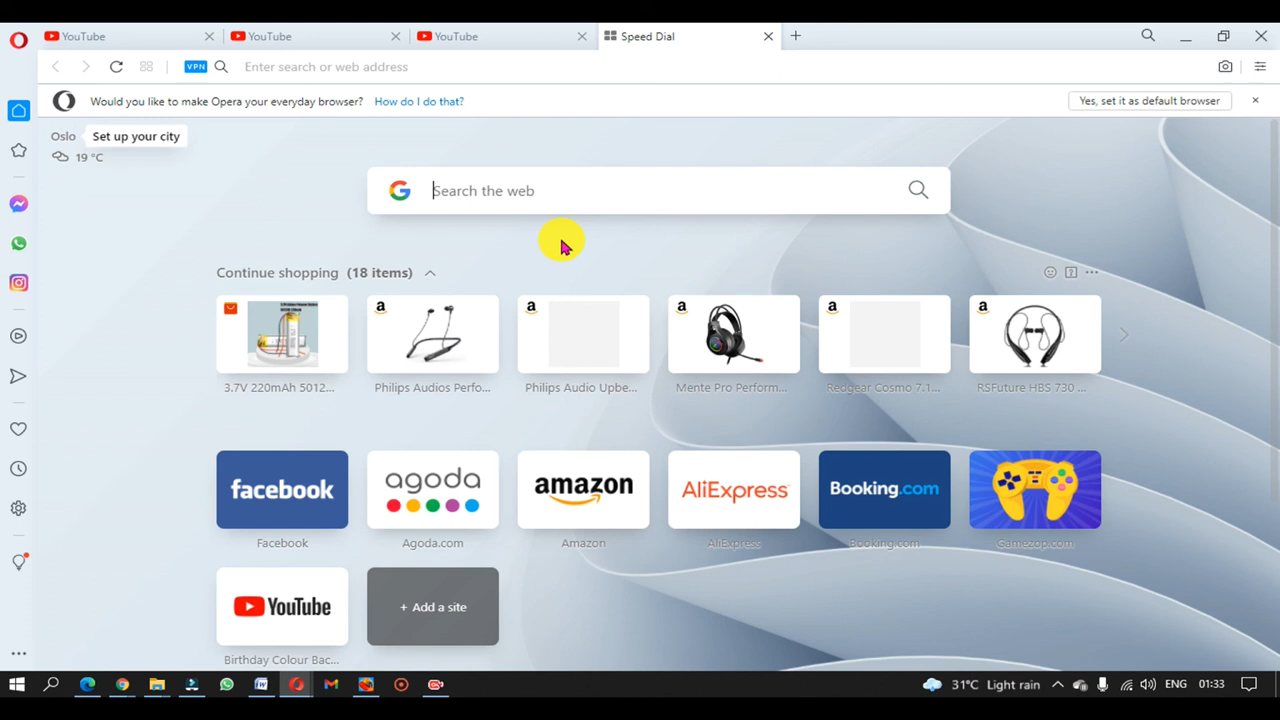 YouTube
YouTube
YouTube
Speed Dial
VPN
Enter search or web address
Would you like to make Opera your everyday browser?
How do I do that?
Yes, set it as default browser
Oslo
Set up your city
19 °C
Search the web
Continue shopping (18 items)
3.7V 220mAh 5012...
Philips Audios Perfo...
Philips Audio Upbe...
Mente Pro Perform...
Redgear Cosmo 7.1...
RSFuture HBS 730 ...
facebook
agoda
amazon
AliExpress
Booking.com
Facebook
Agoda.com
Amazon
AliExpress
Booking.com
Gamezop.com
YouTube
+ Add a site
Birthday Colour Bac...
31°C Light rain
ENG
01:33